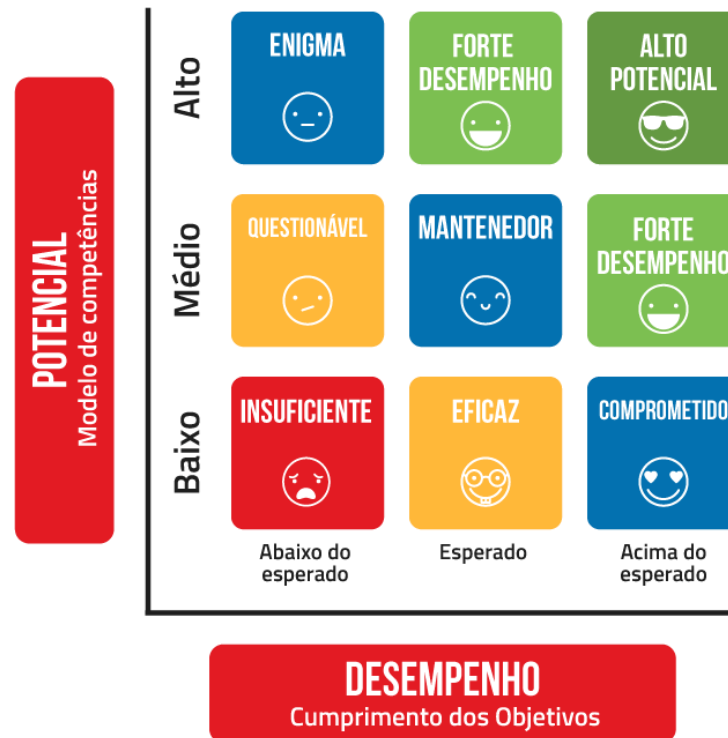 POTENCIAL
Modelo de competências
Alto
ENIGMA
FORTE
DESEMPENHO
ALTO
POTENCIAL
Médio
QUESTIONÁVEL
MANTENEDOR
FORTE
DESEMPENHO
Baixo
INSUFICIENTE
EFICAZ
COMPROMETIDO
Abaixo do
esperado
Esperado
Acima do
esperado
DESEMPENHO
Cumprimento dos Objetivos